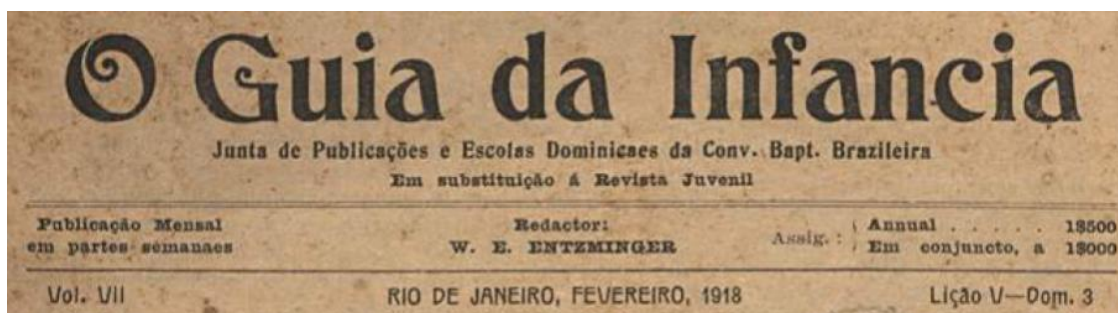 O Guia da Infancia
Junta de Publicações e Escolas Dominicaes da Conv. Bapt. Brazileira
Em substituição á Revista Juvenil
Publicação Mensal
em partes semanaes
Redactor:
W. E. ENTZMINGER
Assig.:
Annual . . . . . 1$500
Em conjuncto, a 1$000
Vol. VII RIO DE JANEIRO, FEVEREIRO, 1918 Lição V—Dom. 3